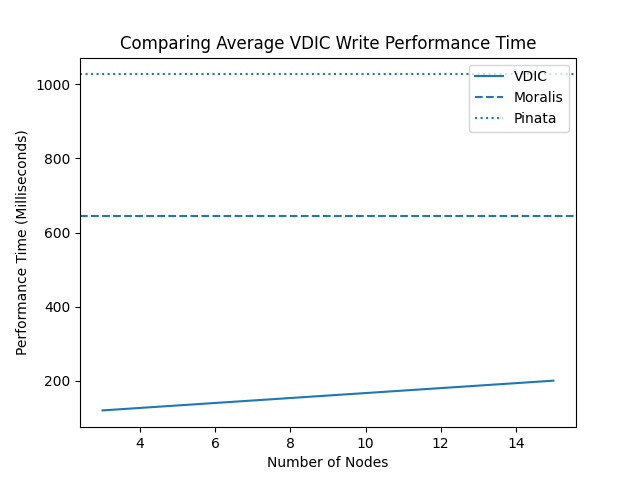 Comparing Average VDIC Write Performance Time
VDIC
Moralis
Pinata
1000
800
600
400
200
Performance Time (Milliseconds)
4 6 8 10 12 14
Number of Nodes